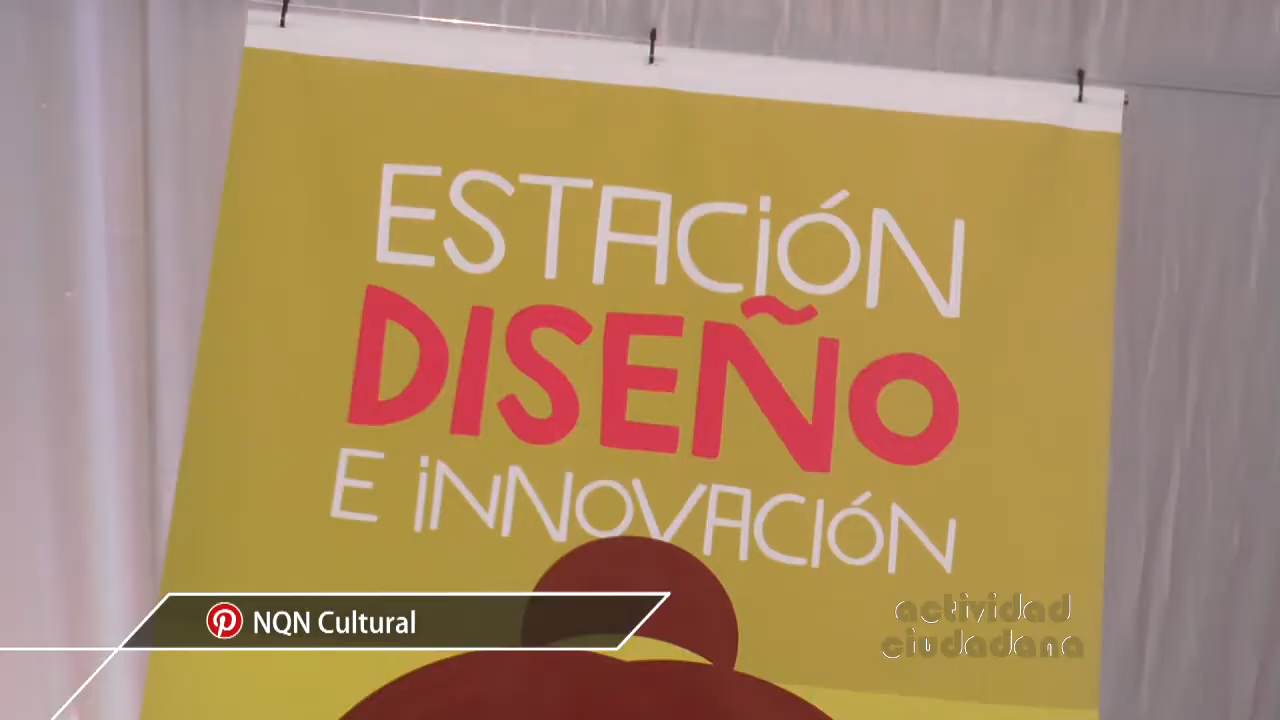 ESTACIÓN
DISEÑO
E INNOVACIÓN
NQN Cultural
actividad
ciudadana